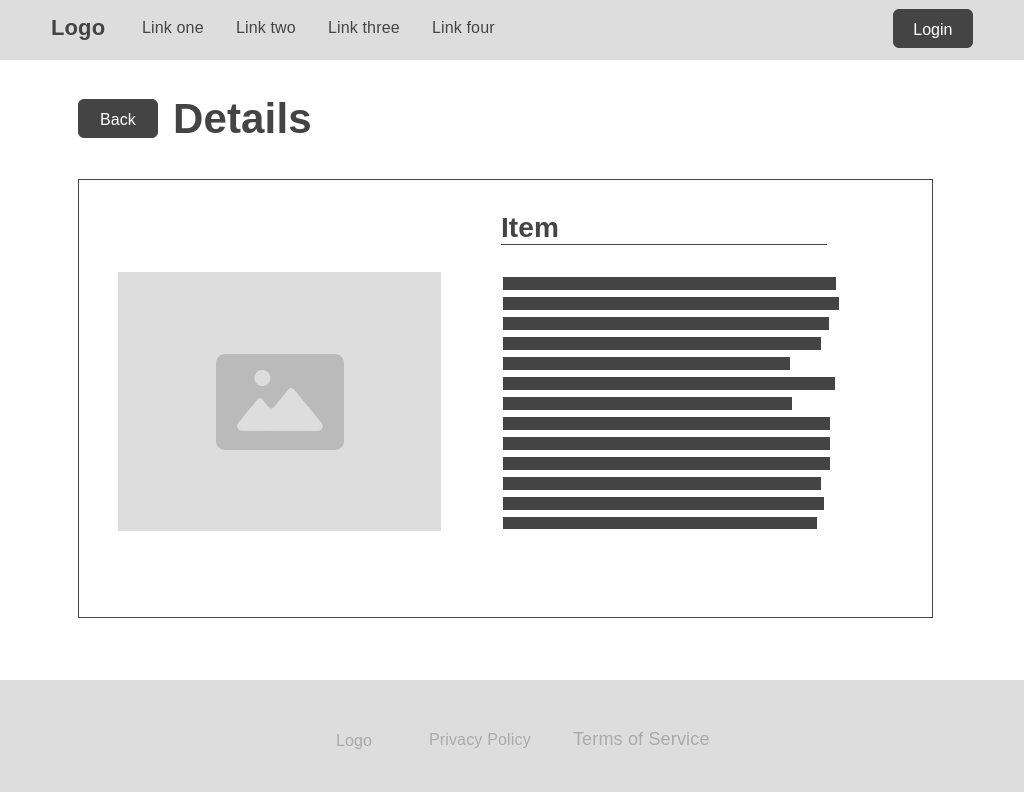 Logo Link one Link two Link three Link four Login
Back Details
Item
Logo Privacy Policy Terms of Service